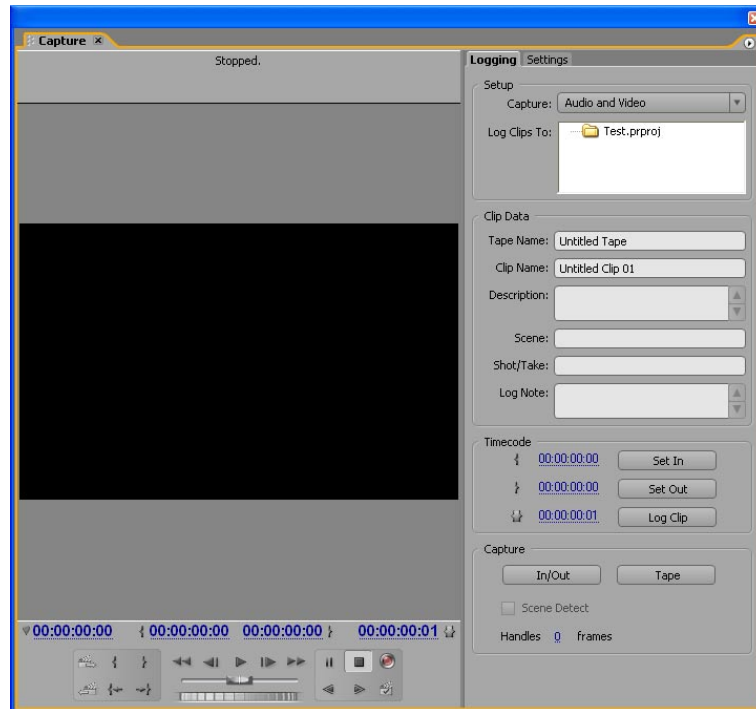 Capture
Stopped.
Logging Settings
Setup
Capture: Audio and Video
Log Clips To: Test.prproj
Clip Data
Tape Name: Untitled Tape
Clip Name: Untitled Clip 01
Description:
Scene:
Shot/Take:
Log Note:
Timecode
{ 00:00:00:00 Set In
} 00:00:00:00 Set Out
{} 00:00:00:01 Log Clip
Capture
In/Out Tape
Scene Detect
Handles 0 frames
00:00:00:00 { 00:00:00:00 00:00:00:00 } 00:00:00:01 {}